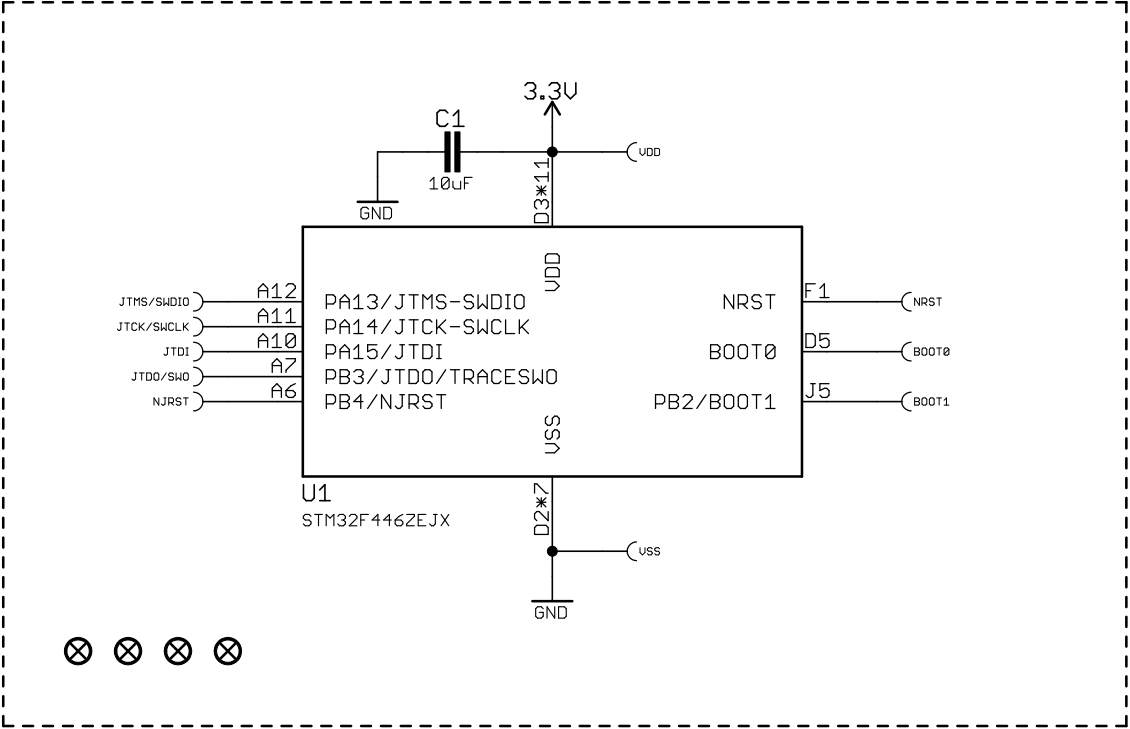 3.3V
C1
VDD
10uF
GND
D3*11
VDD
JTMS/SWDIO A12 PA13/JTMS-SWDIO NRST F1 NRST
JTCK/SWCLK A11 PA14/JTCK-SWCLK
JTDI A10 PA15/JTDI BOOT0 D5 BOOT0
JTDO/SWO A7 PB3/JTDO/TRACESWO
NJRST A6 PB4/NJRST PB2/BOOT1 J5 BOOT1
VSS
U1
STM32F446ZEJX
D2*7
VSS
GND